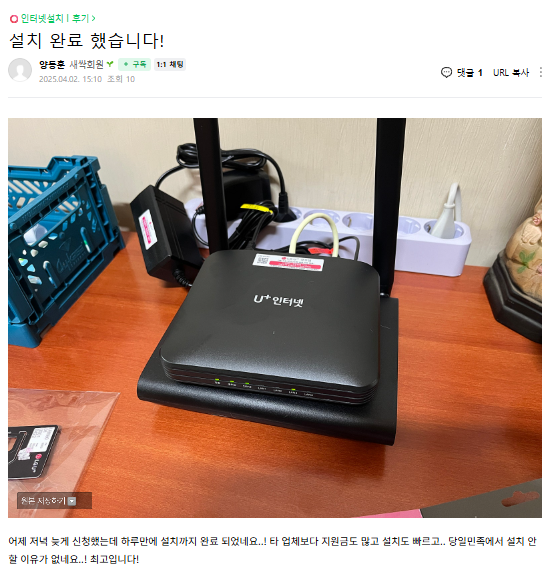 인터넷설치 | 후기 >
설치 완료 했습니다!
양등훈 새싹회원 + 구독 1:1 채팅
2025.04.02. 15:10 조회 10
댓글 1 URL 복사
U+인터넷
원본 저장하기
어제 저녁 늦게 신청했는데 하루만에 설치까지 완료 되었네요..! 타 업체보다 지원금도 많고 설치도 빠르고.. 당일민족에서 설치 안
할 이유가 없네요..! 최고입니다!